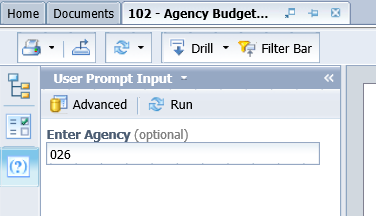 Home Documents 102 - Agency Budget...
Drill Filter Bar
User Prompt Input
Advanced Run
Enter Agency (optional)
026
(?)